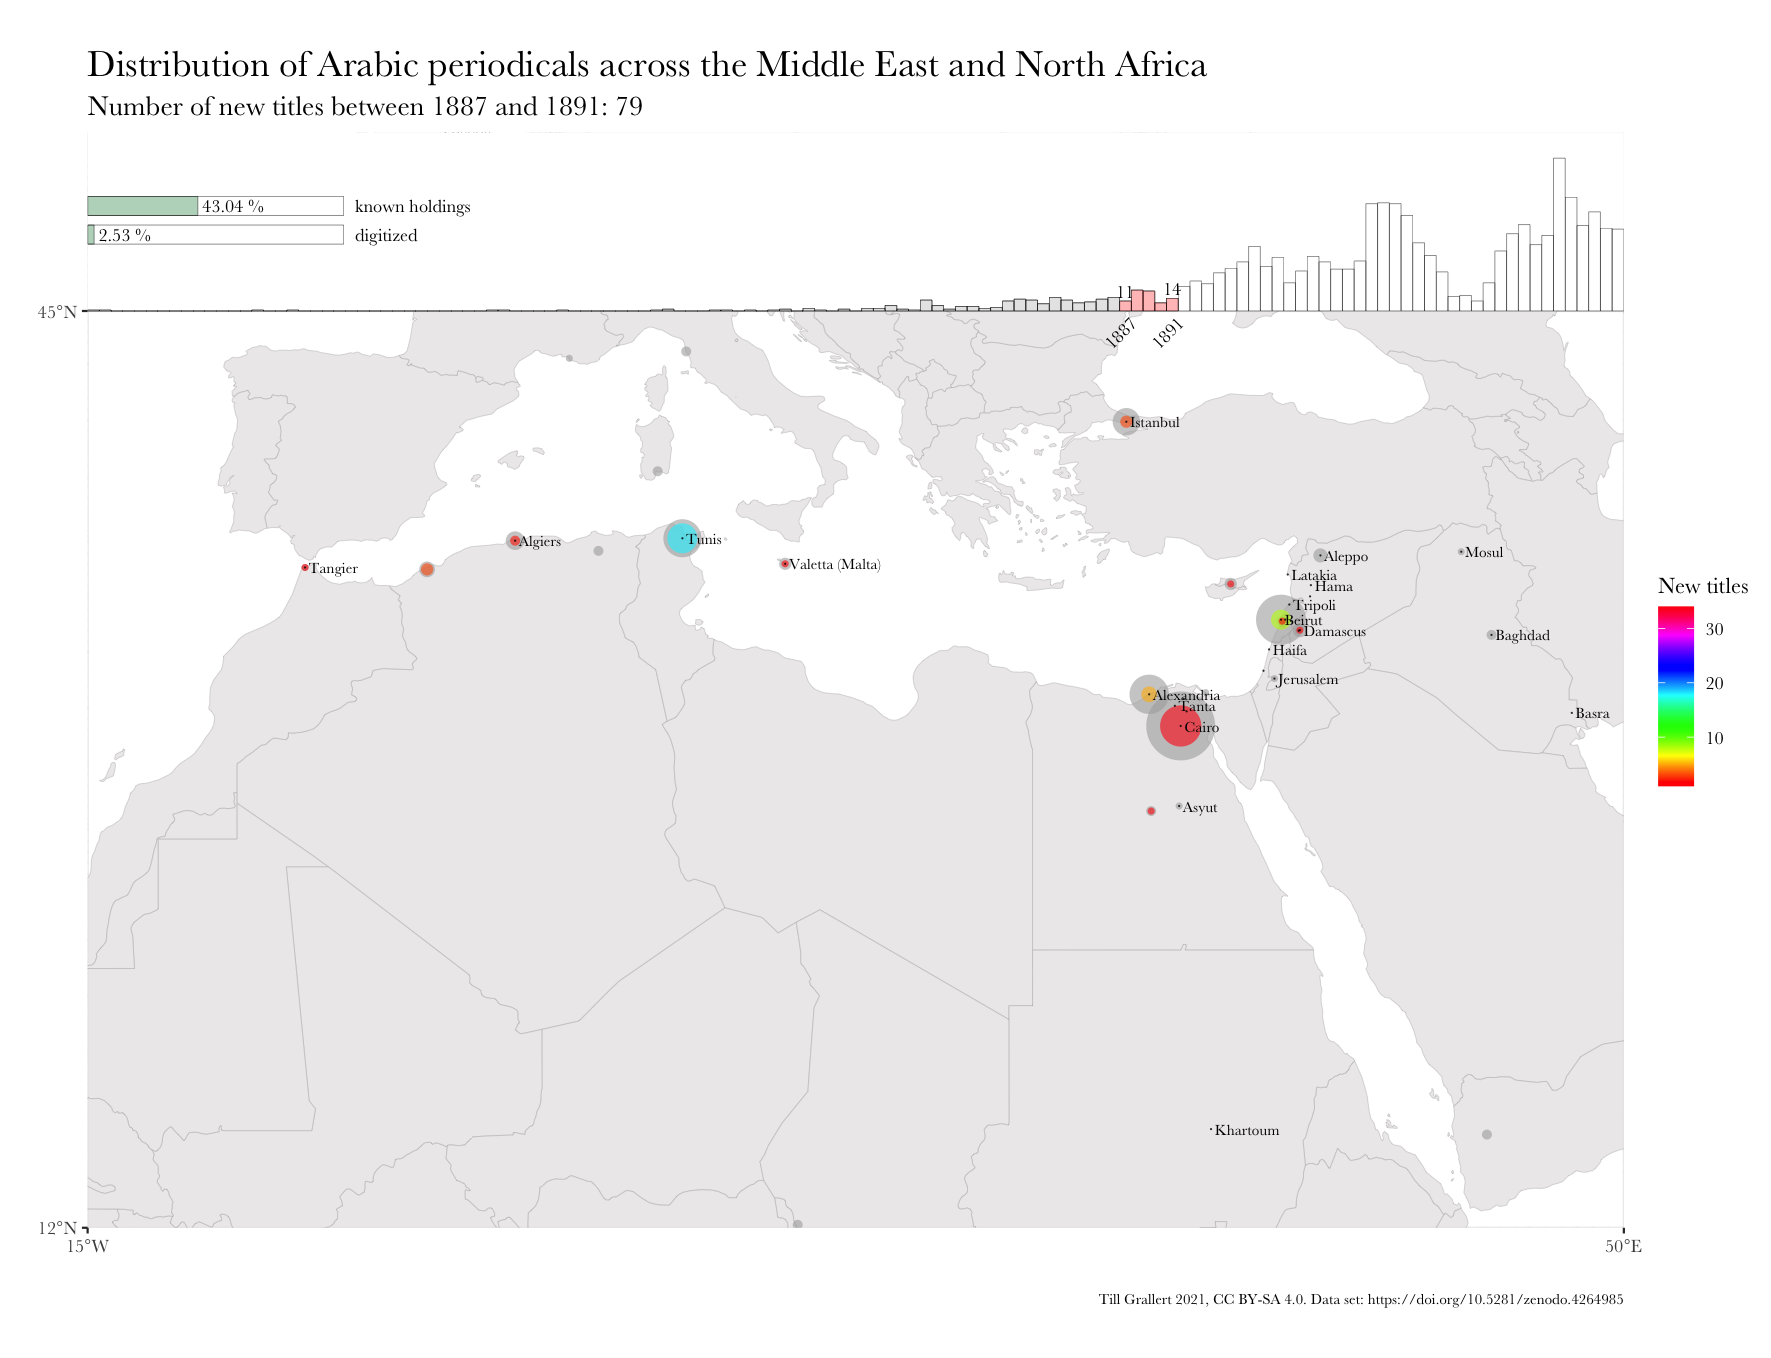 Distribution of Arabic periodicals across the Middle East and North Africa
Number of new titles between 1887 and 1891: 79
43.04 %
known holdings
2.53 %
digitized
11
14
45°N
1887
1891
Istanbul
Tunis
Algiers
Aleppo
Mosul
Valetta (Malta)
Tangier
Latakia
Hama
New titles
Tripoli
Beirut
30
Damascus
Baghdad
Haifa
Jerusalem
20
Alexandria
Tanta
Basra
Cairo
10
Asyut
Khartoum
12°N
15°W
50°E
Till Grallert 2021, CC BY-SA 4.0. Data set: https://doi.org/10.5281/zenodo.4264985